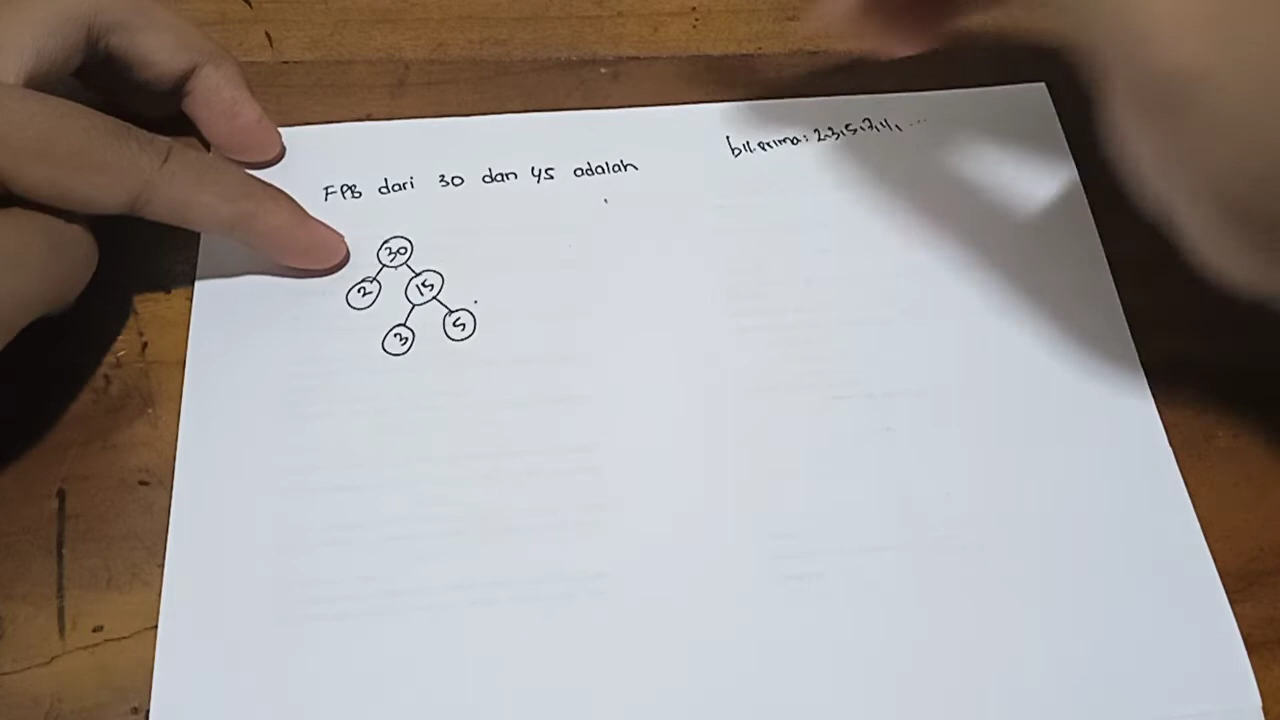 FPB dari 30 dan 45 adalah
bil.prima: 2,3,5,7,11, ...
30
2 15
3 5